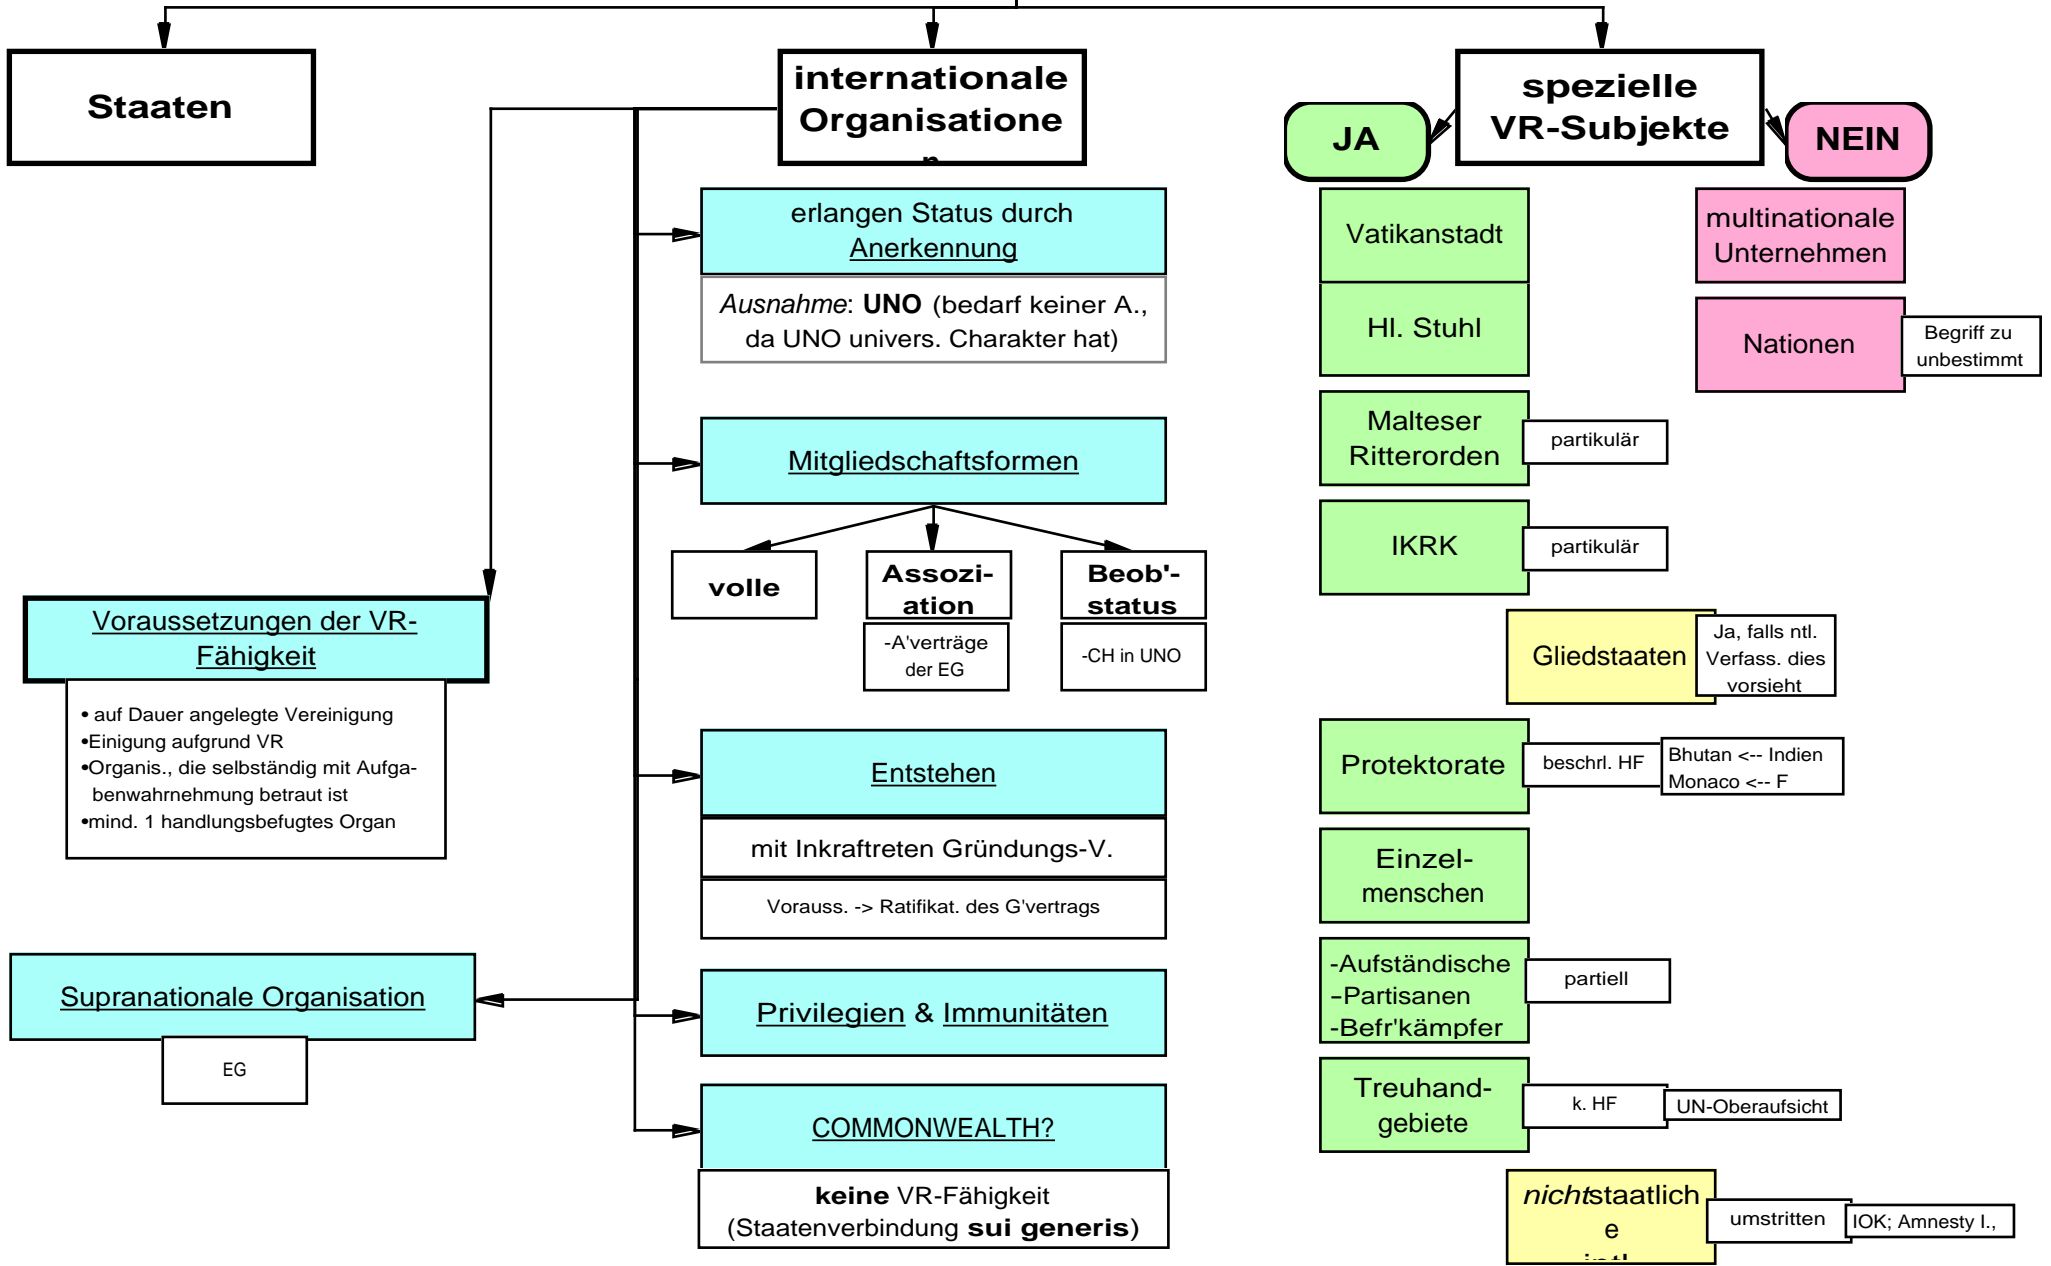 Staaten
internationale
Organisatione
n
spezielle
VR-Subjekte
JA
NEIN
erlangen Status durch
Anerkennung
Ausnahme: UNO (bedarf keiner A.,
da UNO univers. Charakter hat)
Mitgliedschaftsformen
volle
Assozi-
ation
-A'verträge
der EG
Beob'-
status
-CH in UNO
Voraussetzungen der VR-
Fähigkeit
• auf Dauer angelegte Vereinigung
•Einigung aufgrund VR
•Organis., die selbständig mit Aufga-
benwahrnehmung betraut ist
•mind. 1 handlungsbefugtes Organ
Entstehen
mit Inkraftreten Gründungs-V.
Vorauss. -> Ratifikat. des G'vertrags
Supranationale Organisation
EG
Privilegien & Immunitäten
COMMONWEALTH?
keine VR-Fähigkeit
(Staatenverbindung sui generis)
Vatikanstadt
Hl. Stuhl
Malteser
Ritterorden
partikulär
IKRK
partikulär
Gliedstaaten
Ja, falls ntl.
Verfass. dies
vorsieht
Protektorate
beschrl. HF
Bhutan <-- Indien
Monaco <-- F
Einzel-
menschen
-Aufständische
-Partisanen
-Befr'kämpfer
partiell
Treuhand-
gebiete
k. HF
UN-Oberaufsicht
nichtstaatlich
e
intl.
umstritten
IOK; Amnesty I.,
multinationale
Unternehmen
Nationen
Begriff zu
unbestimmt